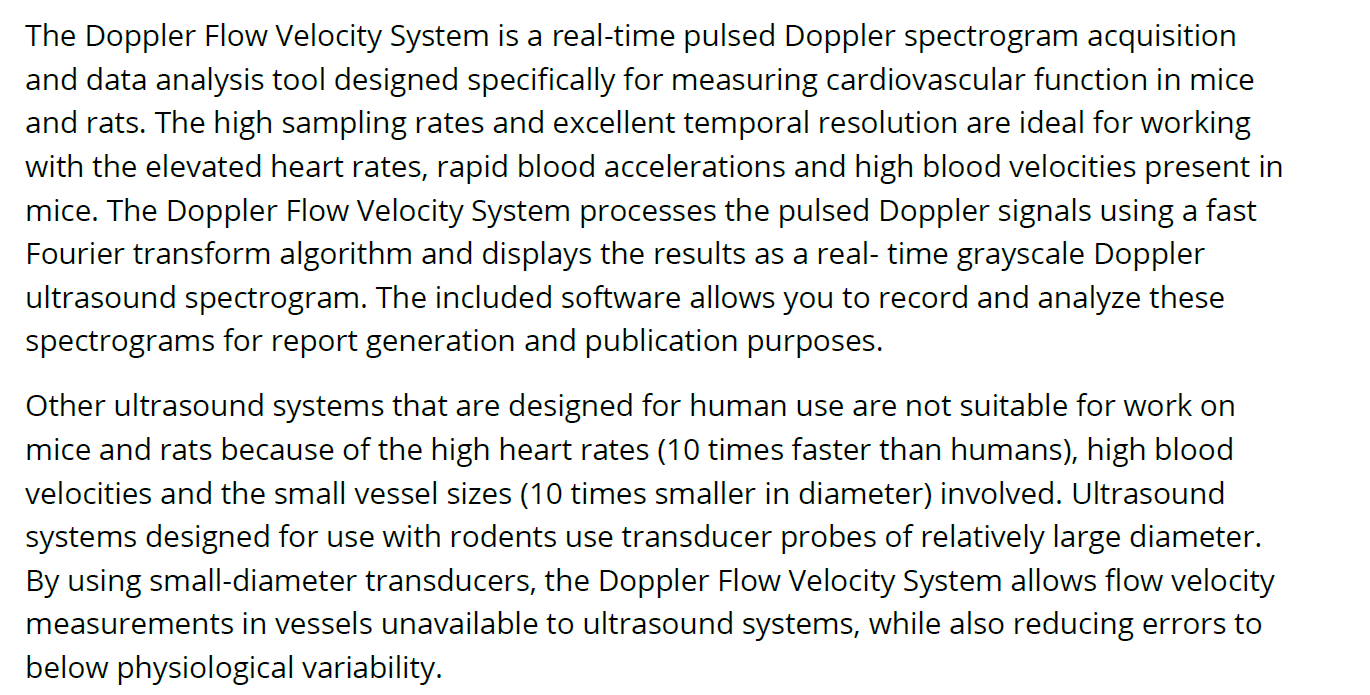 The Doppler Flow Velocity System is a real-time pulsed Doppler spectrogram acquisition
and data analysis tool designed specifically for measuring cardiovascular function in mice
and rats. The high sampling rates and excellent temporal resolution are ideal for working
with the elevated heart rates, rapid blood accelerations and high blood velocities present in
mice. The Doppler Flow Velocity System processes the pulsed Doppler signals using a fast
Fourier transform algorithm and displays the results as a real- time grayscale Doppler
ultrasound spectrogram. The included software allows you to record and analyze these
spectrograms for report generation and publication purposes.
Other ultrasound systems that are designed for human use are not suitable for work on
mice and rats because of the high heart rates (10 times faster than humans), high blood
velocities and the small vessel sizes (10 times smaller in diameter) involved. Ultrasound
systems designed for use with rodents use transducer probes of relatively large diameter.
By using small-diameter transducers, the Doppler Flow Velocity System allows flow velocity
measurements in vessels unavailable to ultrasound systems, while also reducing errors to
below physiological variability.